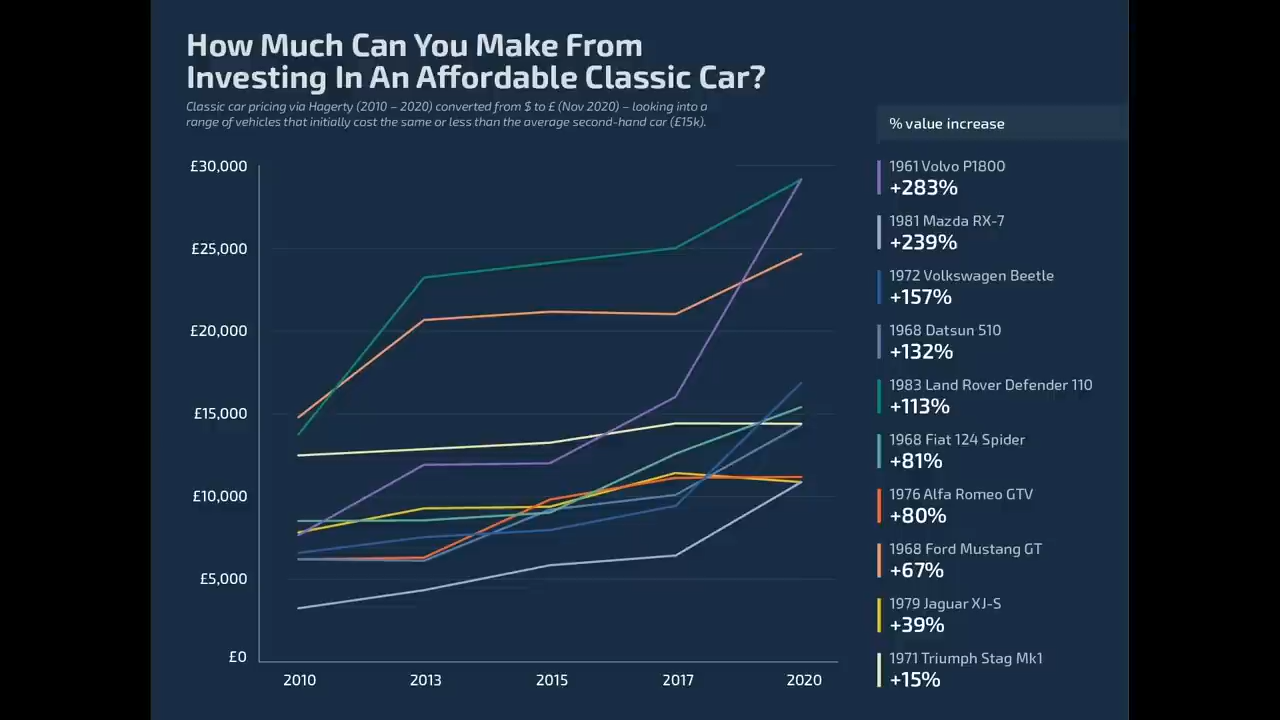 How Much Can You Make From
Investing In An Affordable Classic Car?
Classic car pricing via Hagerty (2010 – 2020) converted from $ to £ (Nov 2020) – looking into a
range of vehicles that initially cost the same or less than the average second-hand car (£15k).
% value increase
£30,000
£25,000
£20,000
£15,000
£10,000
£5,000
£0
2010
2013
2015
2017
2020
1961 Volvo P1800
+283%
1981 Mazda RX-7
+239%
1972 Volkswagen Beetle
+157%
1968 Datsun 510
+132%
1983 Land Rover Defender 110
+113%
1968 Fiat 124 Spider
+81%
1976 Alfa Romeo GTV
+80%
1968 Ford Mustang GT
+67%
1979 Jaguar XJ-S
+39%
1971 Triumph Stag Mk1
+15%